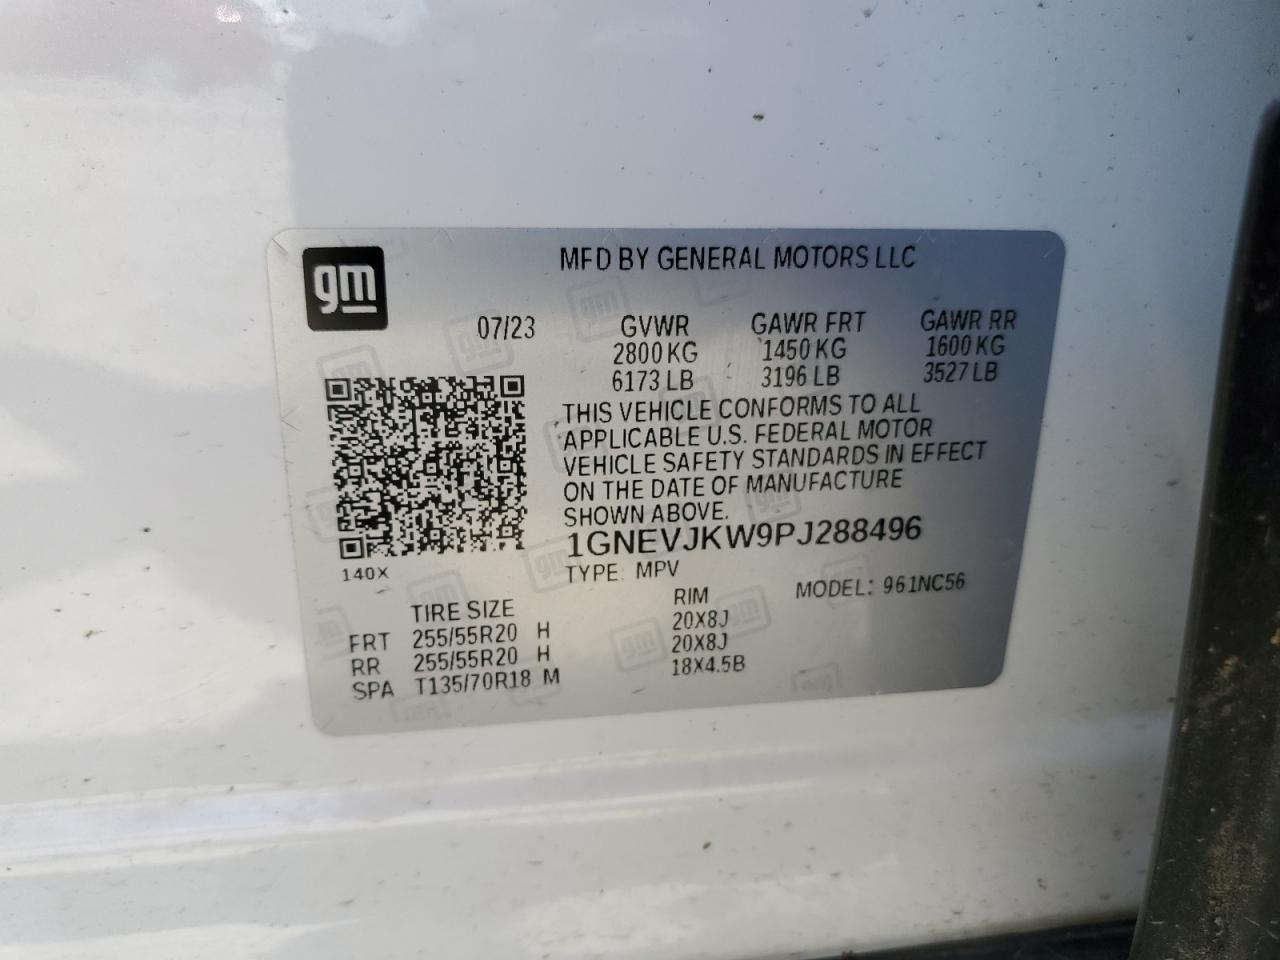 gm
MFD BY GENERAL MOTORS LLC
07/23 GVWR GAWR FRT GAWR RR
2800 KG 1450 KG 1600 KG
6173 LB 3196 LB 3527 LB
THIS VEHICLE CONFORMS TO ALL
APPLICABLE U.S. FEDERAL MOTOR
VEHICLE SAFETY STANDARDS IN EFFECT
ON THE DATE OF MANUFACTURE
SHOWN ABOVE.
1GNEVJKW9PJ288496
140X
TYPE: MPV MODEL: 961NC56
TIRE SIZE RIM
FRT 255/55R20 H 20X8J
RR 255/55R20 H 20X8J
SPA T135/70R18 M 18X4.5B